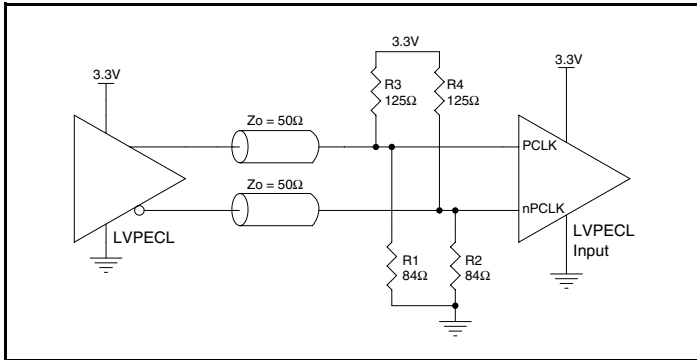 3.3V
3.3V
3.3V
R3
125Ω
R4
125Ω
Zo = 50Ω
PCLK
Zo = 50Ω
nPCLK
LVPECL
LVPECL
Input
R1
84Ω
R2
84Ω